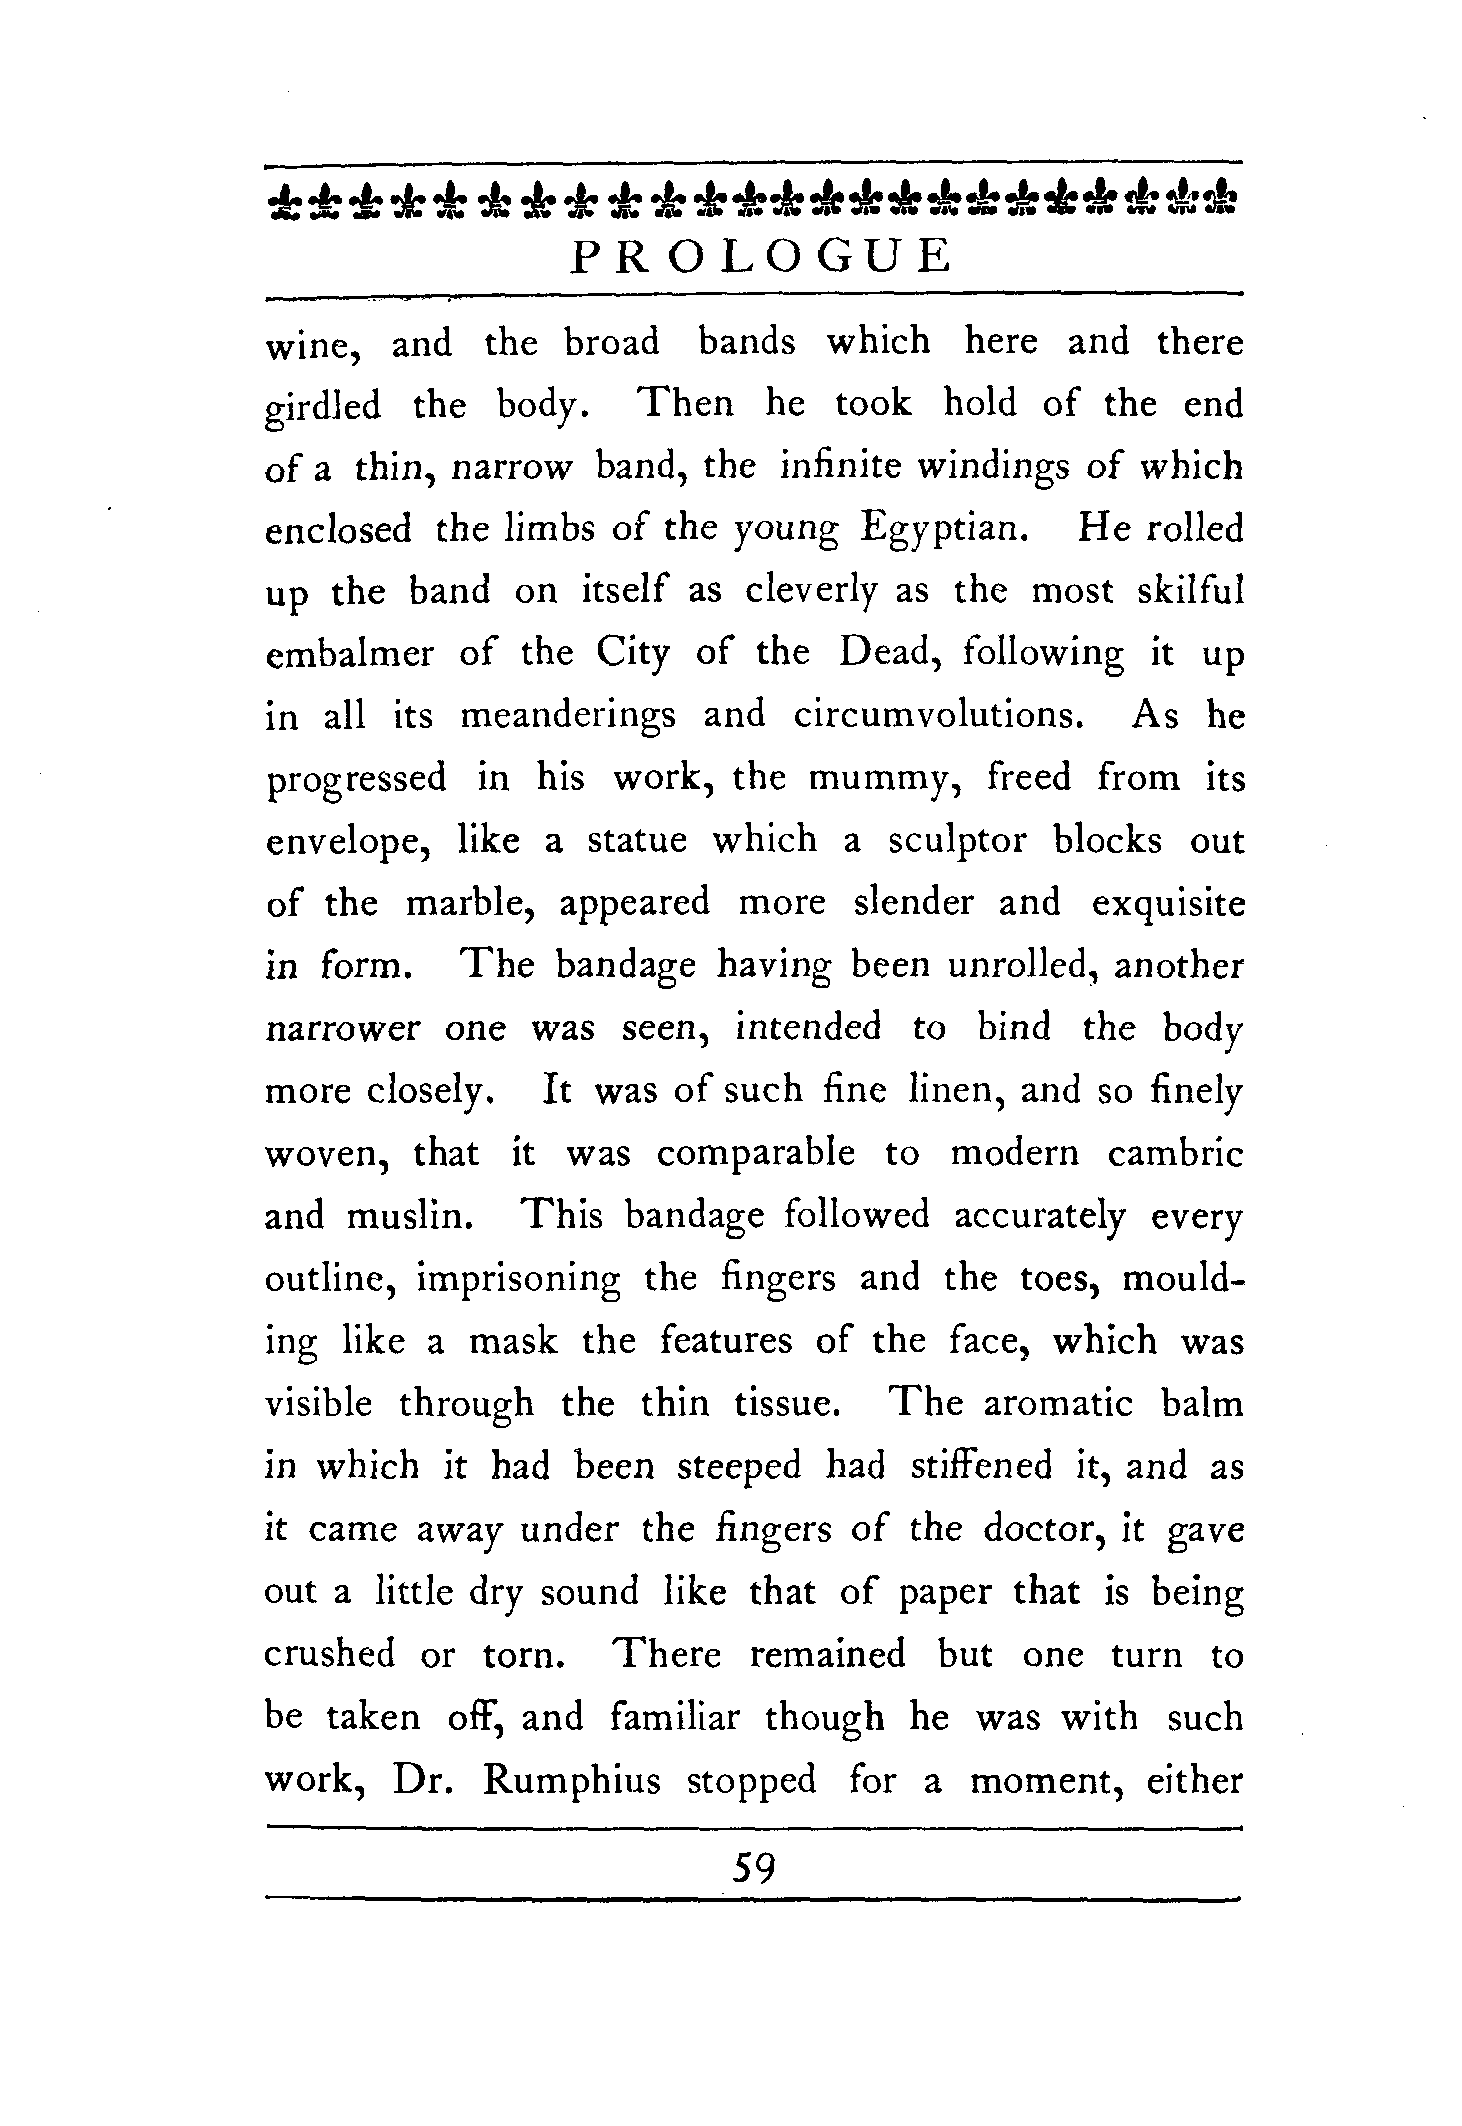 PROLOGUE
wine, and the broad bands which here and there
girdled the body. Then he took hold of the end
of a thin, narrow band, the infinite windings of which
enclosed the limbs of the young Egyptian. He rolled
up the band on itself as cleverly as the most skilful
embalmer of the City of the Dead, following it up
in all its meanderings and circumvolutions. As he
progressed in his work, the mummy, freed from its
envelope, like a statue which a sculptor blocks out
of the marble, appeared more slender and exquisite
in form. The bandage having been unrolled, another
narrower one was seen, intended to bind the body
more closely. It was of such fine linen, and so finely
woven, that it was comparable to modern cambric
and muslin. This bandage followed accurately every
outline, imprisoning the fingers and the toes, mould-
ing like a mask the features of the face, which was
visible through the thin tissue. The aromatic balm
in which it had been steeped had stiffened it, and as
it came away under the fingers of the doctor, it gave
out a little dry sound like that of paper that is being
crushed or torn. There remained but one turn to
be taken off, and familiar though he was with such
work, Dr. Rumphius stopped for a moment, either
59